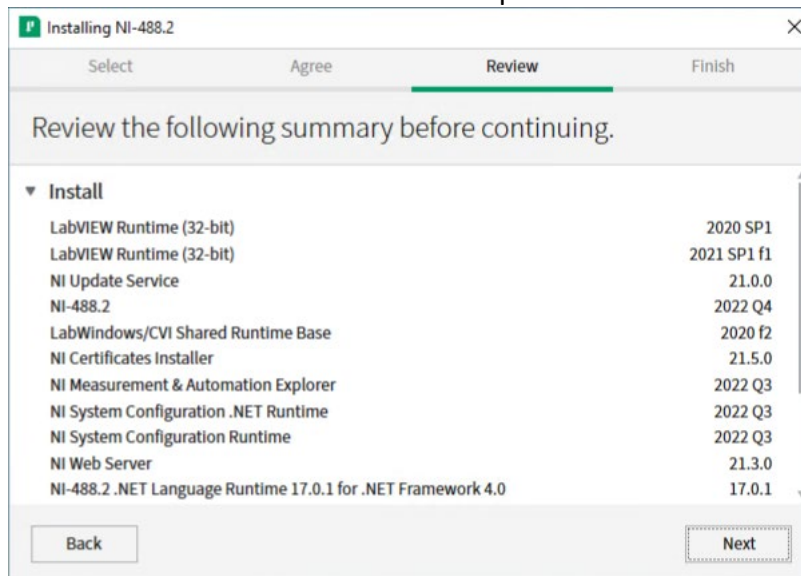 Installing NI-488.2
Select Agree Review Finish
Review the following summary before continuing.
Install
LabVIEW Runtime (32-bit) 2020 SP1
LabVIEW Runtime (32-bit) 2021 SP1 f1
NI Update Service 21.0.0
NI-488.2 2022 Q4
LabWindows/CVI Shared Runtime Base 2020 f2
NI Certificates Installer 21.5.0
NI Measurement & Automation Explorer 2022 Q3
NI System Configuration .NET Runtime 2022 Q3
NI System Configuration Runtime 2022 Q3
NI Web Server 21.3.0
NI-488.2 .NET Language Runtime 17.0.1 for .NET Framework 4.0 17.0.1
Back Next